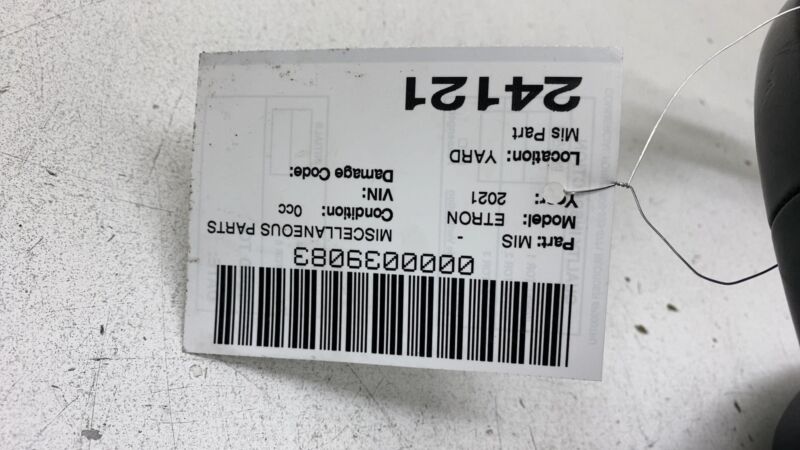 0000039083
Part: MIS - MISCELLANEOUS PARTS
Model: ETRON Condition: 0cc
Year: 2021 VIN:
Damage Code:
Location: YARD
Mis Part
24121